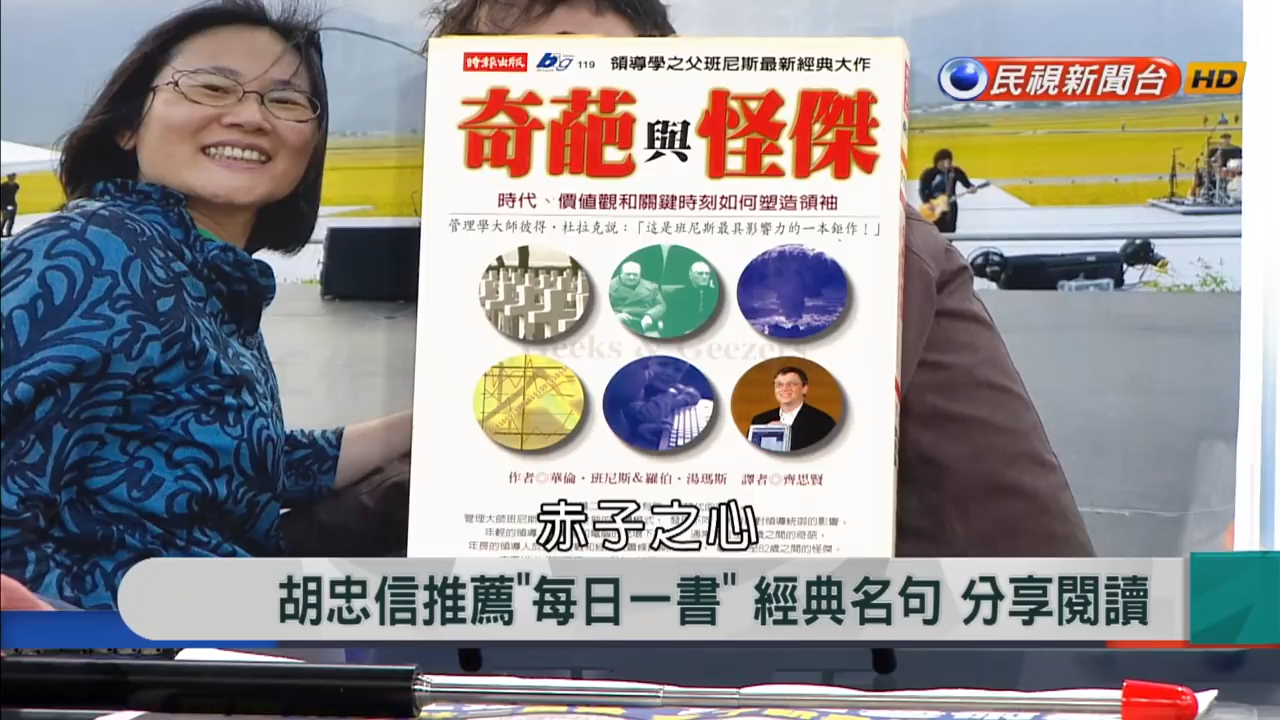 時報出版 big 119 領導學之父班尼斯最新經典大作
民視新聞台 HD
奇葩與怪傑
時代、價值觀和關鍵時刻如何塑造領袖
管理學大師彼得・杜拉克說：「這是班尼斯最具影響力的一本鉅作！」
Geeks & Geezers
作者◎華倫・班尼斯&羅伯・湯瑪斯 譯者◎齊思賢
赤子之心
胡忠信推薦"每日一書" 經典名句 分享閱讀